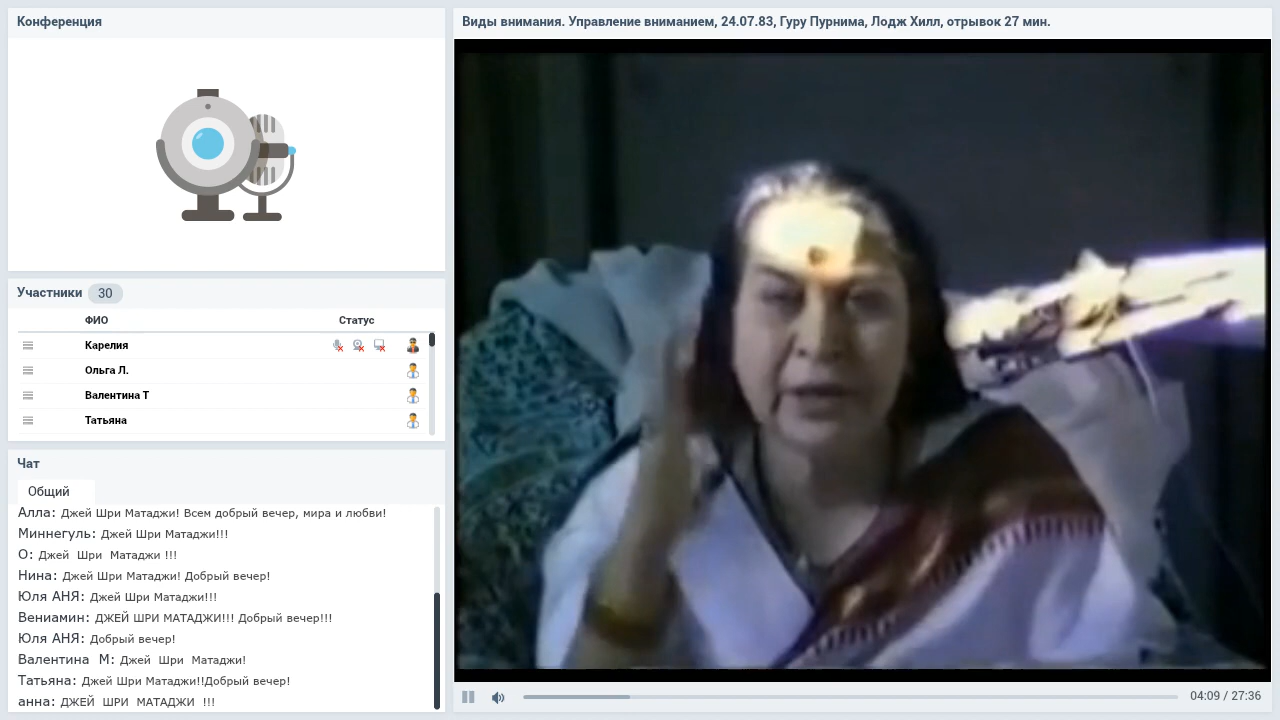 Конференция
Участники 30
ФИО Статус
Карелия
Ольга Л.
Валентина Т
Татьяна
Чат
Общий
Алла: Джей Шри Матаджи! Всем добрый вечер, мира и любви!
Миннегуль: Джей Шри Матаджи!!!
О: Джей Шри Матаджи !!!
Нина: Джей Шри Матаджи! Добрый вечер!
Юля АНЯ: Джей Шри Матаджи!!!
Вениамин: ДЖЕЙ ШРИ МАТАДЖИ!!! Добрый вечер!!!
Юля АНЯ: Добрый вечер!
Валентина М: Джей Шри Матаджи!
Татьяна: Джей Шри Матаджи!!Добрый вечер!
анна: ДЖЕЙ ШРИ МАТАДЖИ !!!
Виды внимания. Управление вниманием, 24.07.83, Гуру Пурнима, Лодж Хилл, отрывок 27 мин.
04:09 / 27:36